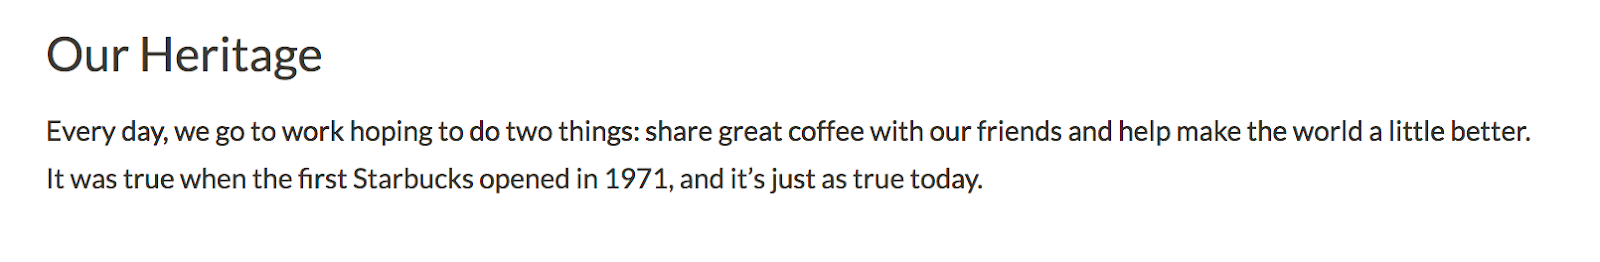 Our Heritage
Every day, we go to work hoping to do two things: share great coffee with our friends and help make the world a little better.
It was true when the first Starbucks opened in 1971, and it’s just as true today.